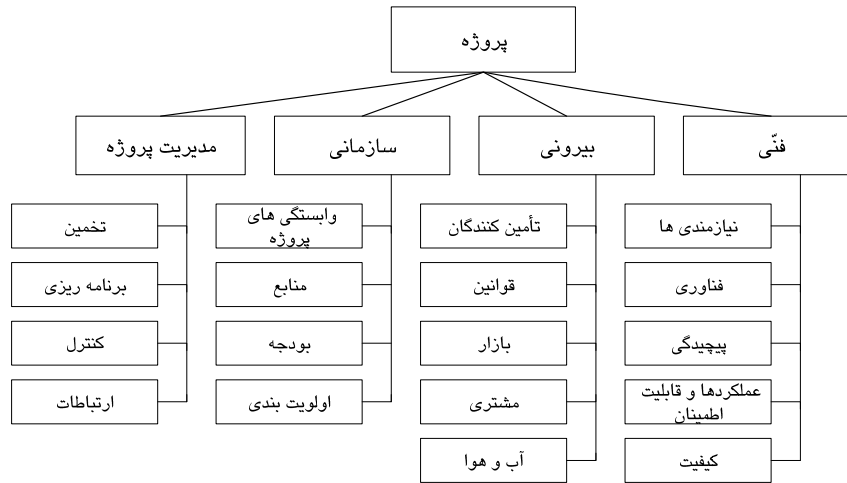 پروژه
فنّی
بیرونی
سازمانی
مدیریت پروژه
نیازمندی ها
فناوری
پیچیدگی
عملکردها و قابلیت
اطمینان
کیفیت
تأمین کنندگان
قوانین
بازار
مشتری
آب و هوا
وابستگی های
پروژه
منابع
بودجه
اولویت بندی
تخمین
برنامه ریزی
کنترل
ارتباطات